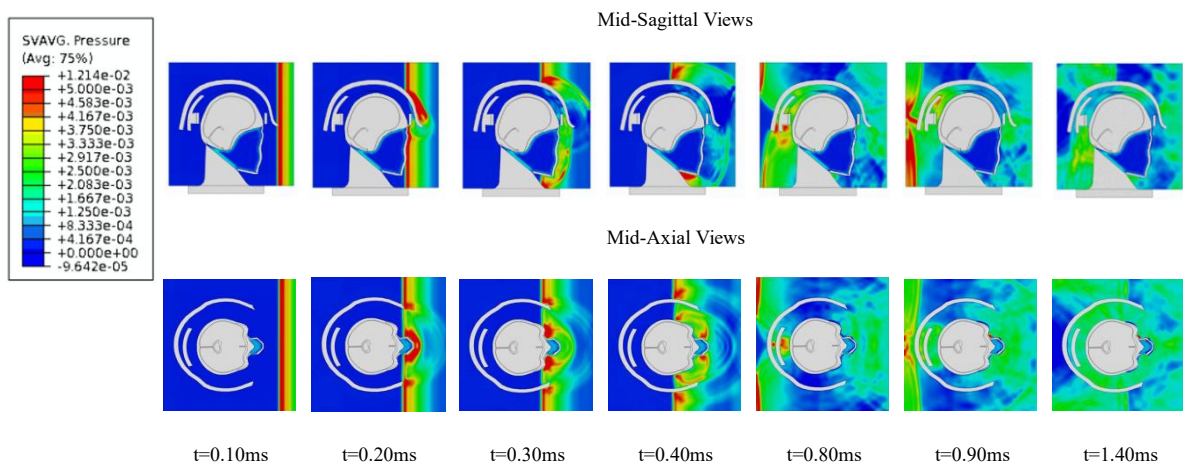 Mid-Sagittal Views
SVAVG. Pressure
(Avg: 75%)
+1.214e-02
+5.000e-03
+4.583e-03
+4.167e-03
+3.750e-03
+3.333e-03
+2.917e-03
+2.500e-03
+2.083e-03
+1.667e-03
+1.250e-03
+8.333e-04
+4.167e-04
+0.000e+00
-9.642e-05
Mid-Axial Views
t=0.10ms t=0.20ms t=0.30ms t=0.40ms t=0.80ms t=0.90ms t=1.40ms